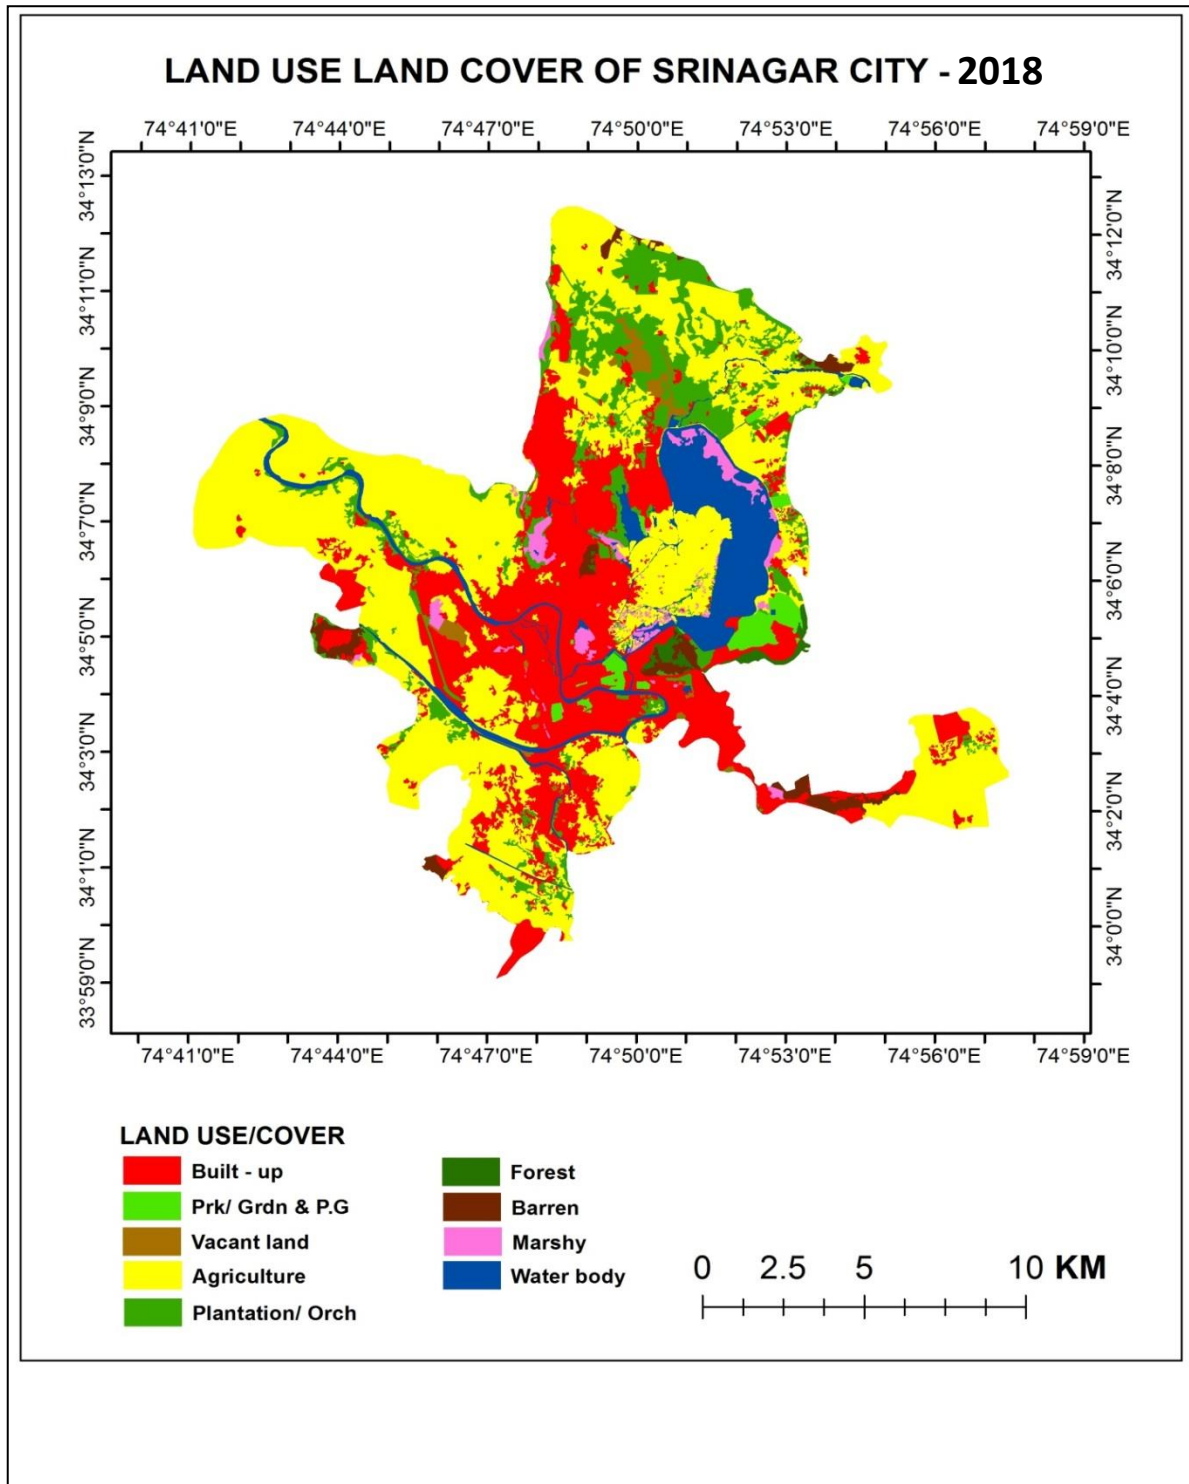 LAND USE LAND COVER OF SRINAGAR CITY - 2018
74°41'0"E 74°44'0"E 74°47'0"E 74°50'0"E 74°53'0"E 74°56'0"E 74°59'0"E
34°13'0"N
34°11'0"N
34°9'0"N
34°7'0"N
34°5'0"N
34°3'0"N
34°1'0"N
33°59'0"N
34°12'0"N
34°10'0"N
34°8'0"N
34°6'0"N
34°4'0"N
34°2'0"N
34°0'0"N
74°41'0"E 74°44'0"E 74°47'0"E 74°50'0"E 74°53'0"E 74°56'0"E 74°59'0"E
LAND USE/COVER
Built - up
Prk/ Grdn & P.G
Vacant land
Agriculture
Plantation/ Orch
Forest
Barren
Marshy
Water body
0 2.5 5 10 KM